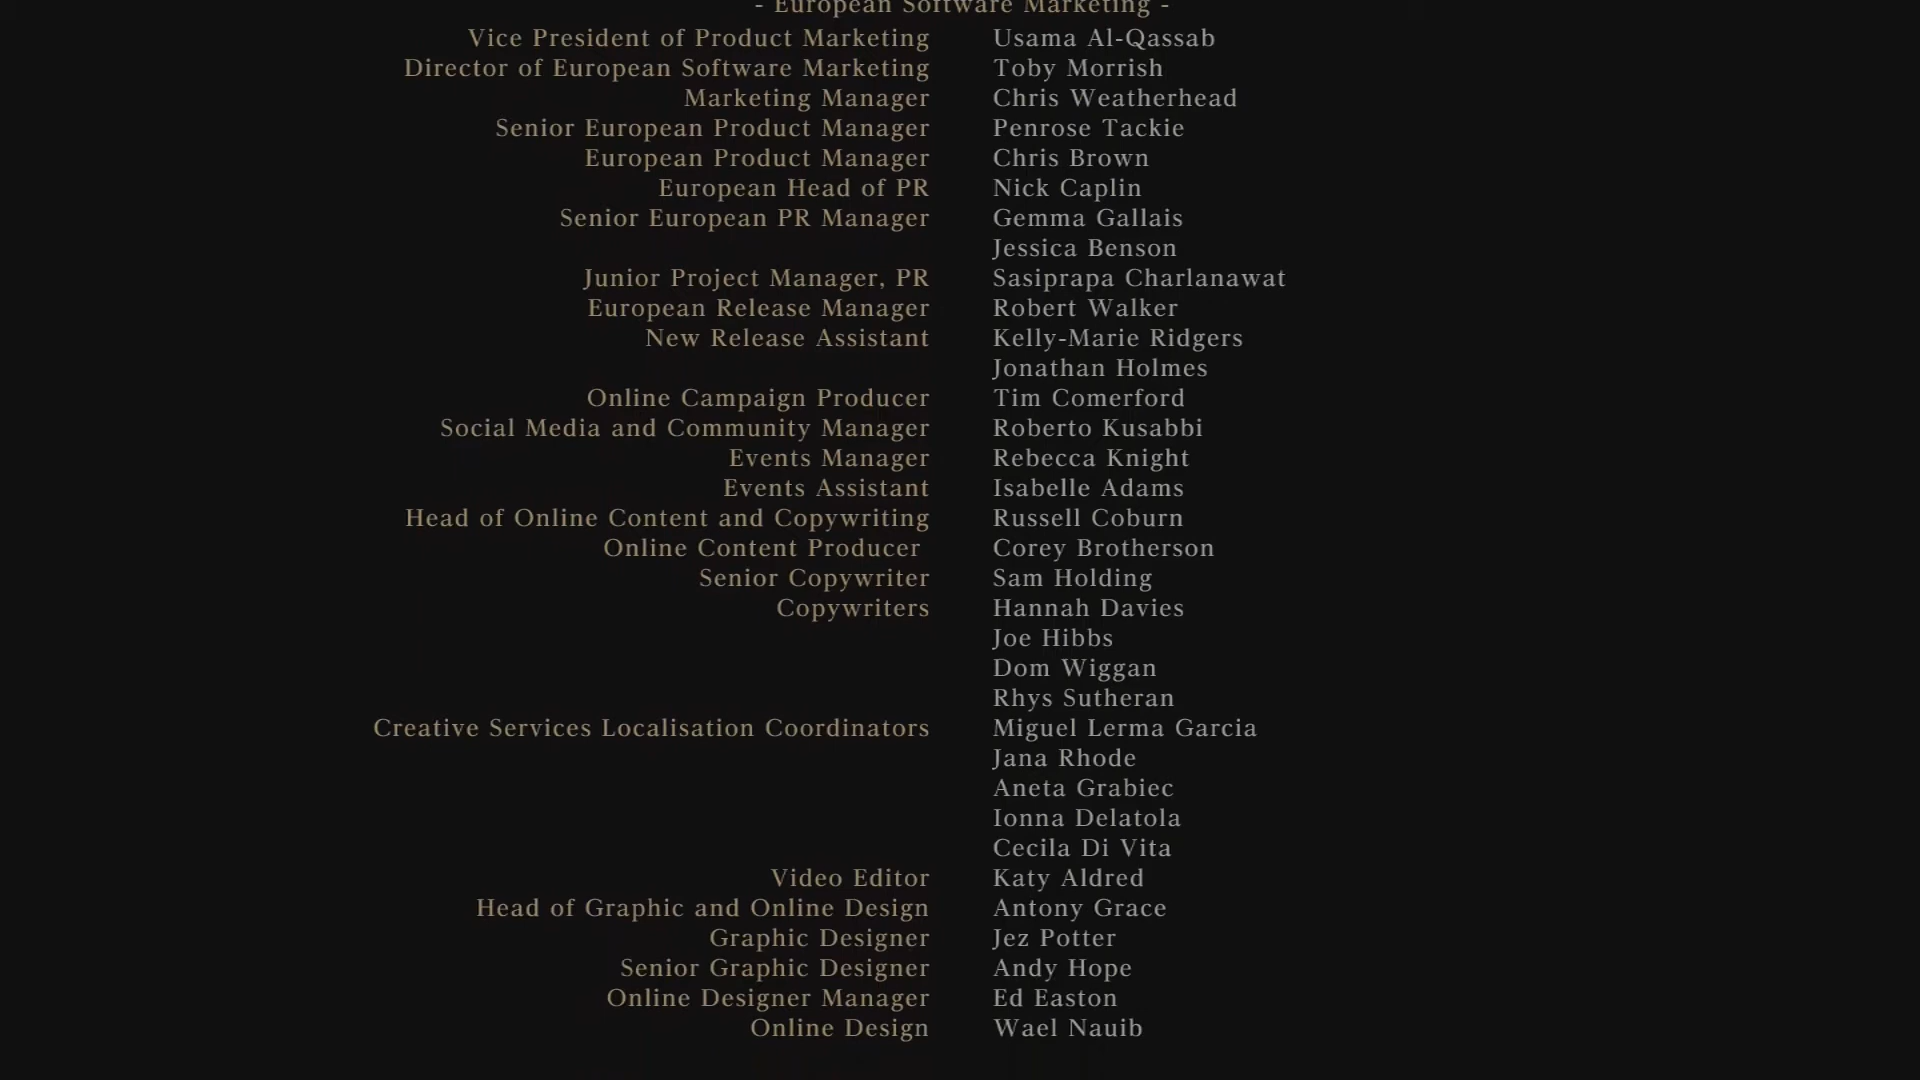 - European Software Marketing -
Vice President of Product Marketing Usama Al-Qassab
Director of European Software Marketing Toby Morrish
Marketing Manager Chris Weatherhead
Senior European Product Manager Penrose Tackie
European Product Manager Chris Brown
European Head of PR Nick Caplin
Senior European PR Manager Gemma Gallais
Jessica Benson
Junior Project Manager, PR Sasiprapa Charlanawat
European Release Manager Robert Walker
New Release Assistant Kelly-Marie Ridgers
Jonathan Holmes
Online Campaign Producer Tim Comerford
Social Media and Community Manager Roberto Kusabbi
Events Manager Rebecca Knight
Events Assistant Isabelle Adams
Head of Online Content and Copywriting Russell Coburn
Online Content Producer Corey Brotherson
Senior Copywriter Sam Holding
Copywriters Hannah Davies
Joe Hibbs
Dom Wiggan
Rhys Sutheran
Creative Services Localisation Coordinators Miguel Lerma Garcia
Jana Rhode
Aneta Grabiec
Ionna Delatola
Cecila Di Vita
Video Editor Katy Aldred
Head of Graphic and Online Design Antony Grace
Graphic Designer Jez Potter
Senior Graphic Designer Andy Hope
Online Designer Manager Ed Easton
Online Design Wael Nauib